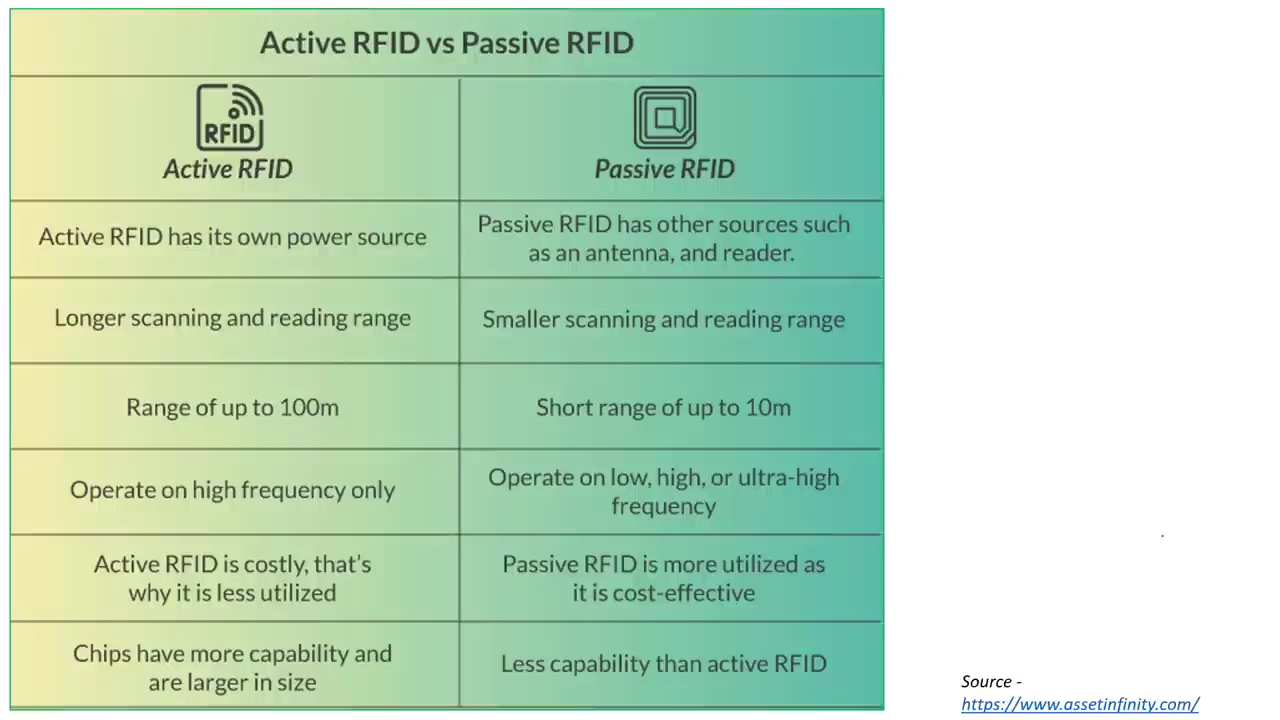 Active RFID vs Passive RFID
RFID
Active RFID
Passive RFID
Active RFID has its own power source
Passive RFID has other sources such
as an antenna, and reader.
Longer scanning and reading range
Smaller scanning and reading range
Range of up to 100m
Short range of up to 10m
Operate on high frequency only
Operate on low, high, or ultra-high
frequency
Active RFID is costly, that's
why it is less utilized
Passive RFID is more utilized as
it is cost-effective
Chips have more capability and
are larger in size
Less capability than active RFID
Source -
https://www.assetinfinity.com/